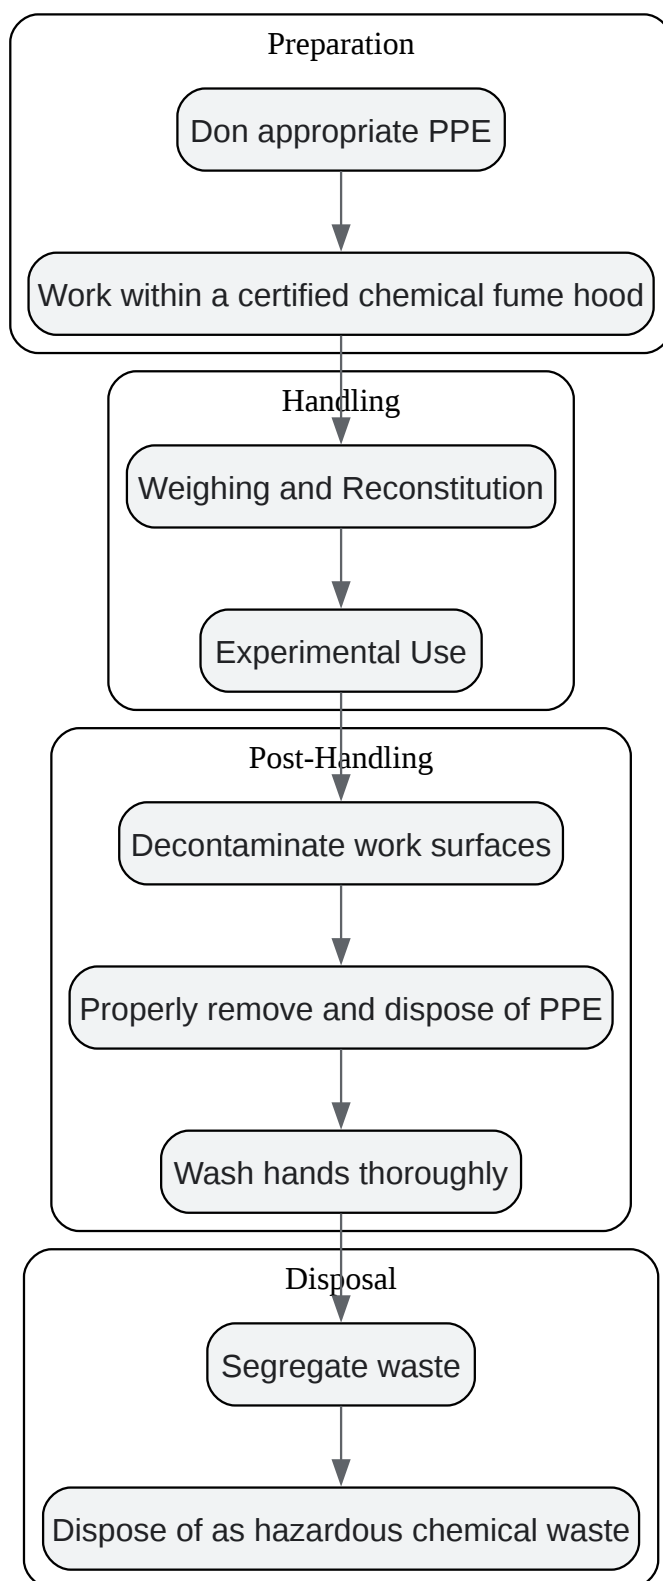 Preparation
Don appropriate PPE
Work within a certified chemical fume hood
Handling
Weighing and Reconstitution
Experimental Use
Post-Handling
Decontaminate work surfaces
Properly remove and dispose of PPE
Wash hands thoroughly
Disposal
Segregate waste
Dispose of as hazardous chemical waste